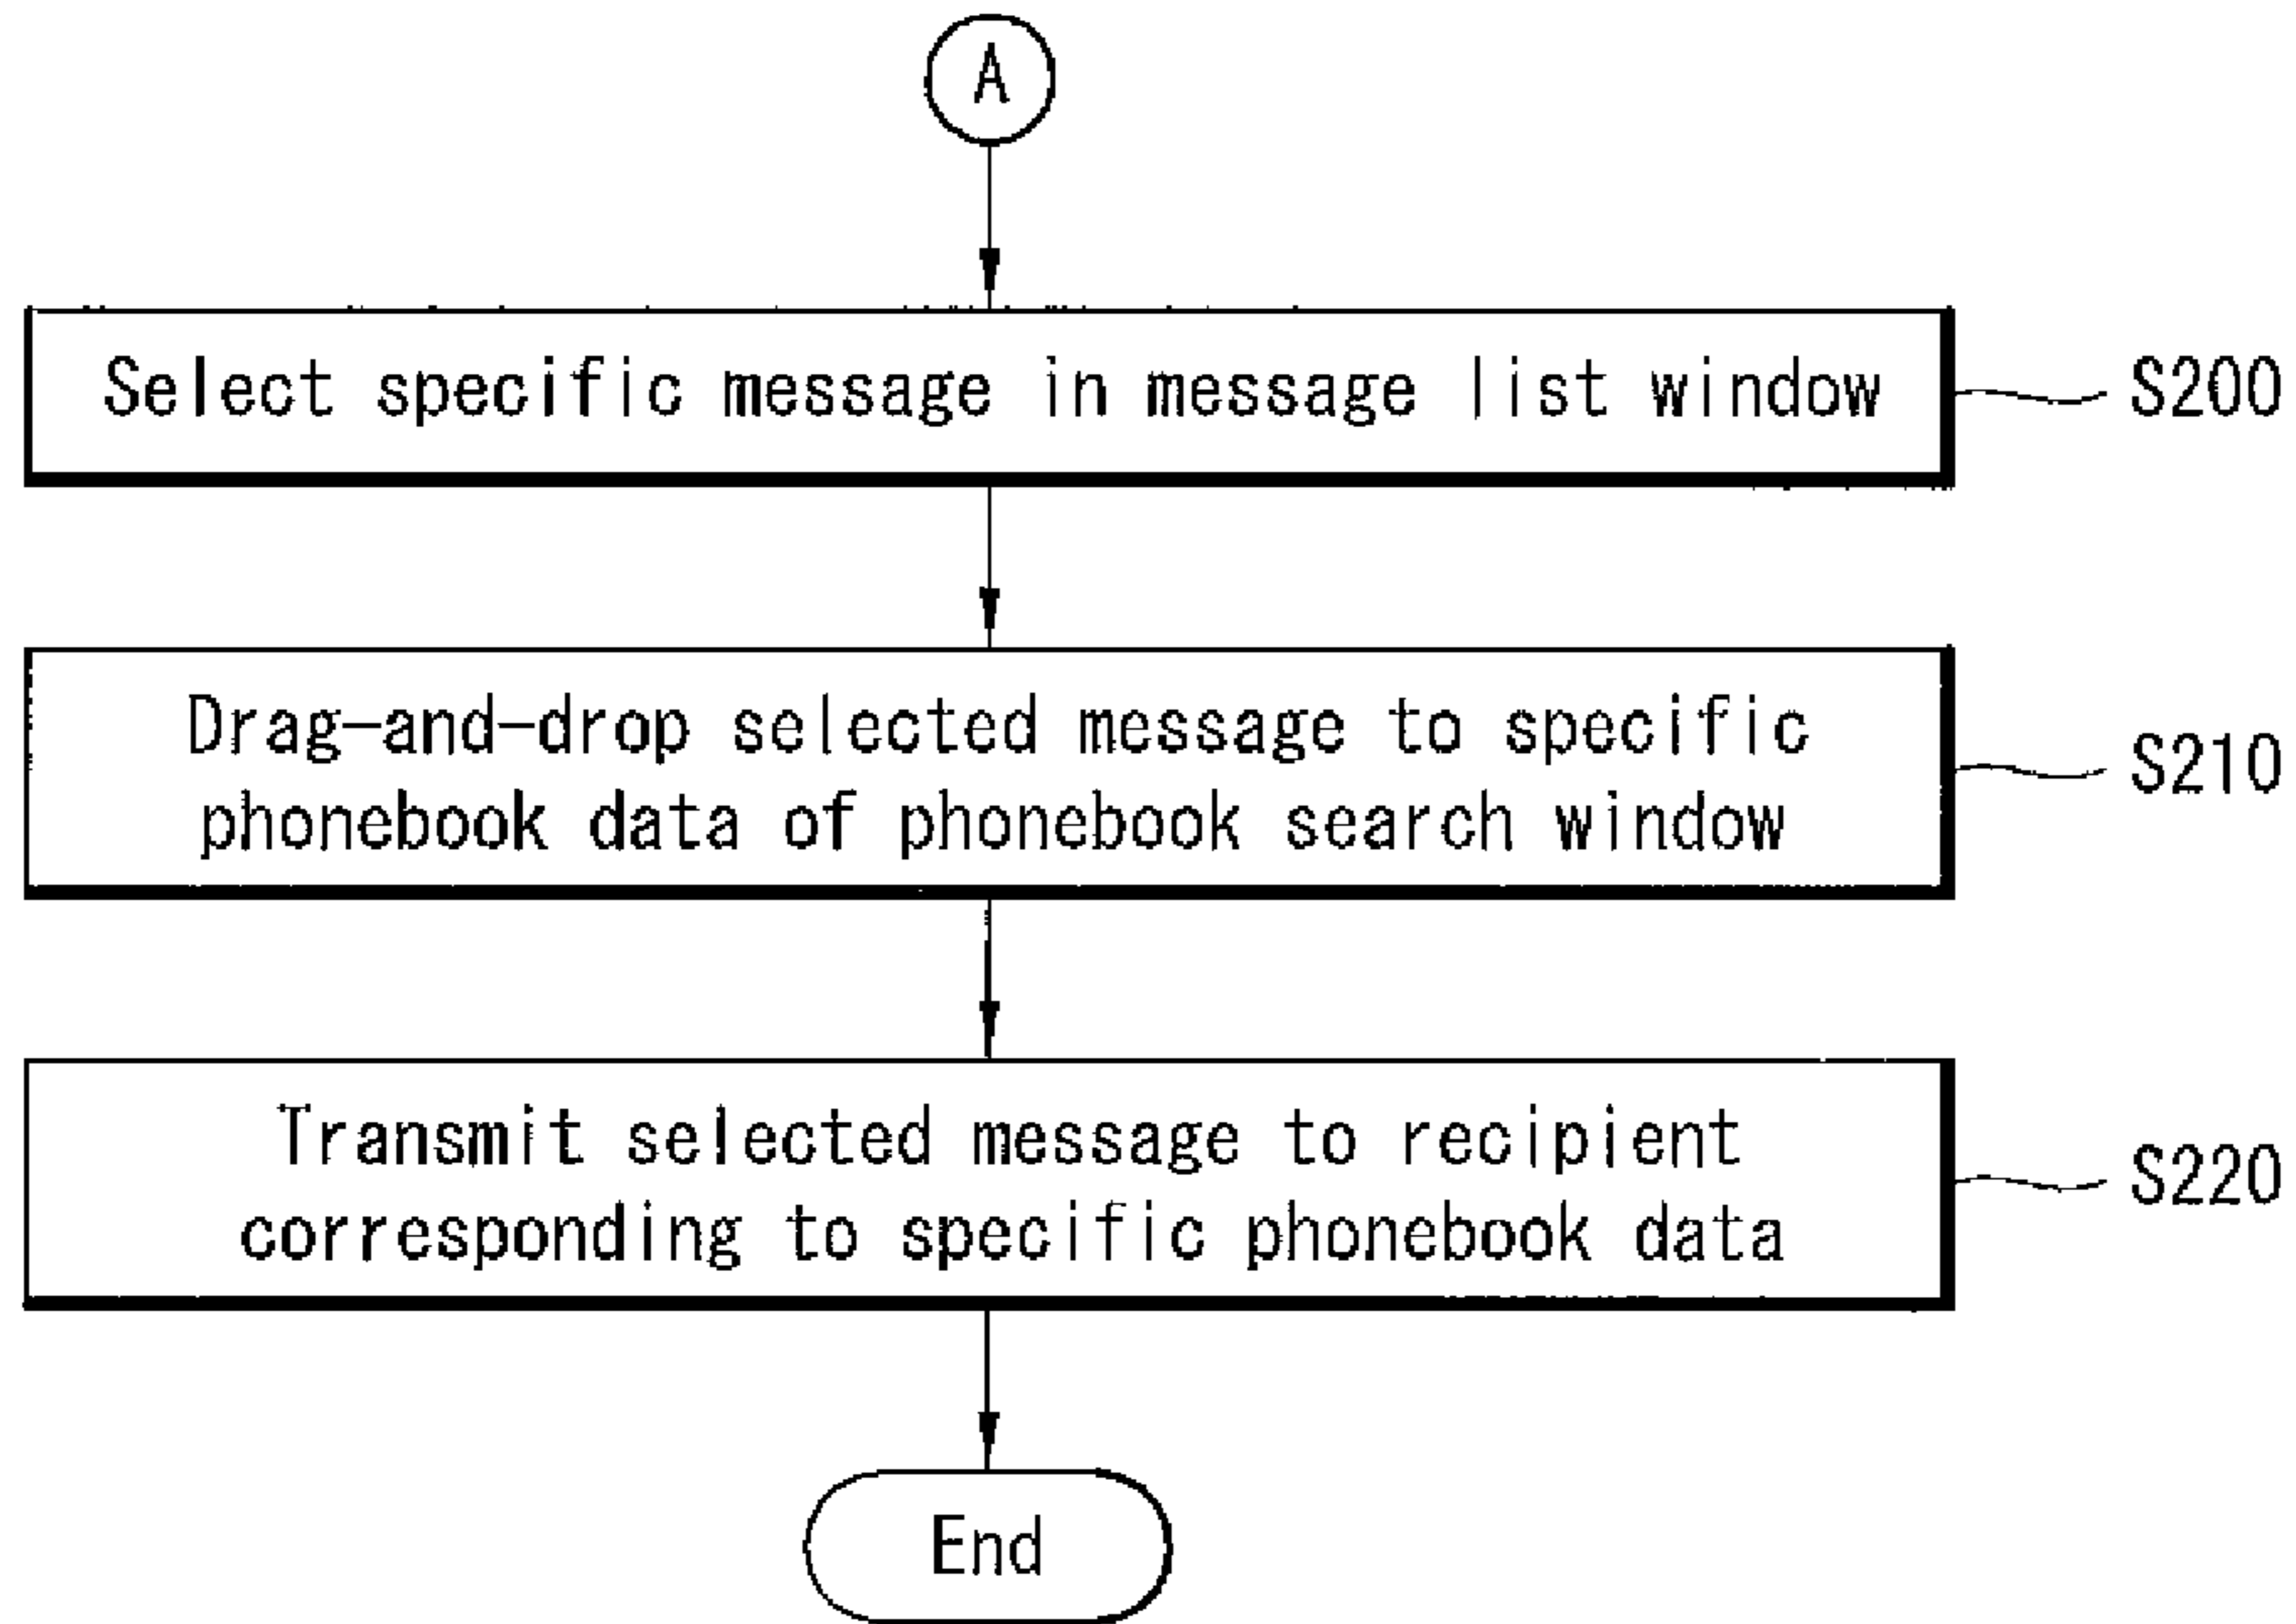 A
Select specific message in message list window
S200
Drag-and-drop selected message to specific
phonebook data of phonebook search window
S210
Transmit selected message to recipient
corresponding to specific phonebook data
S220
End